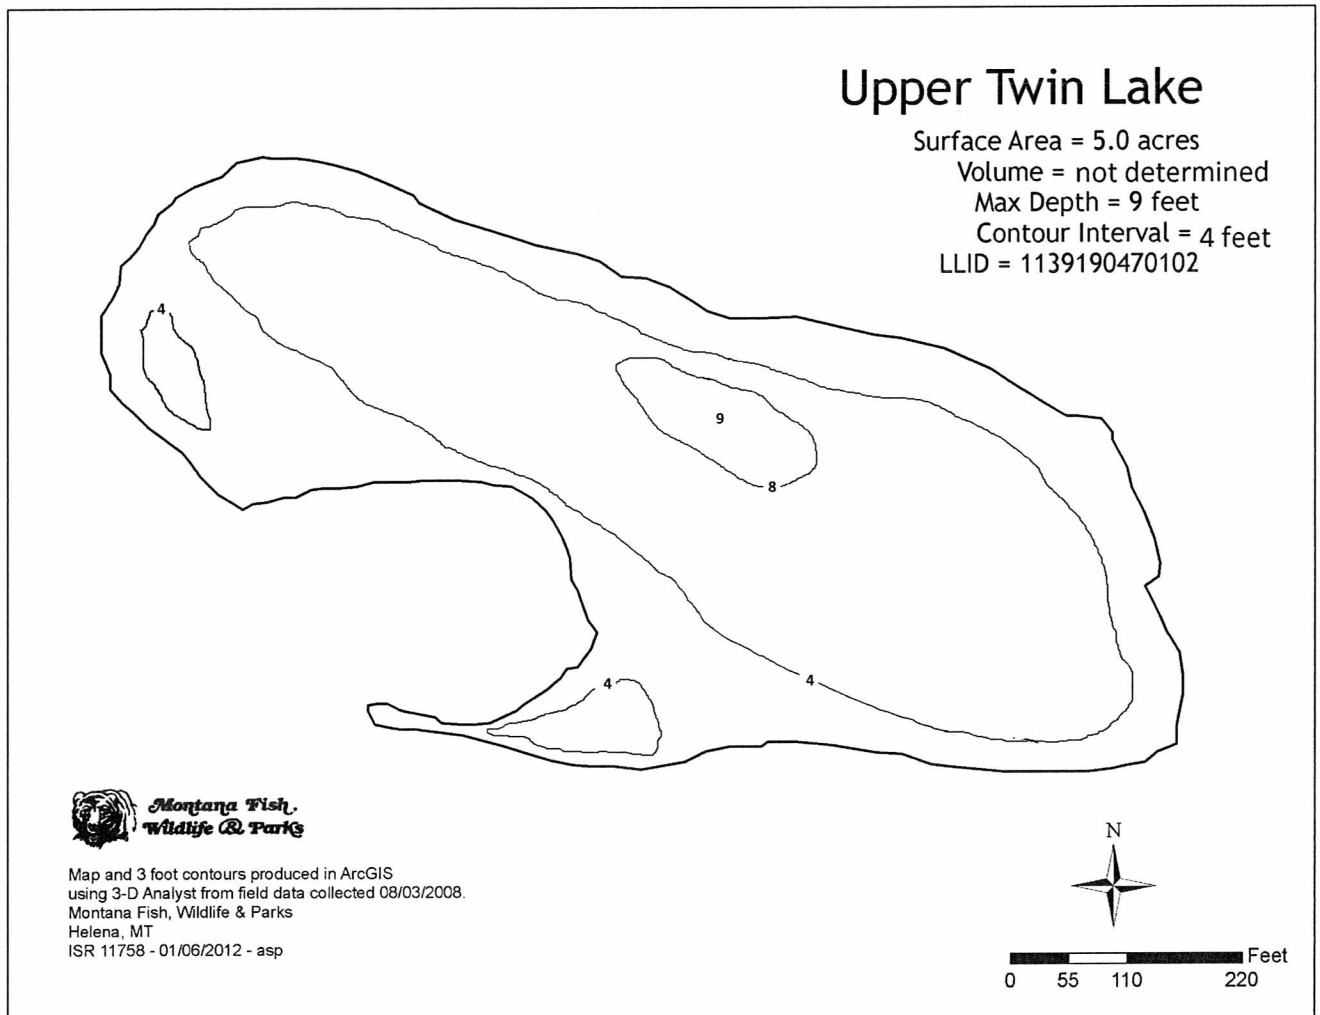 Upper Twin Lake
Surface Area = 5.0 acres
Volume = not determined
Max Depth = 9 feet
Contour Interval = 4 feet
LLID = 1139190470102
4
9
8
4
4
Montana Fish,
Wildlife & Parks
Map and 3 foot contours produced in ArcGIS
using 3-D Analyst from field data collected 08/03/2008.
Montana Fish, Wildlife & Parks
Helena, MT
ISR 11758 - 01/06/2012 - asp
N
Feet
0 55 110 220